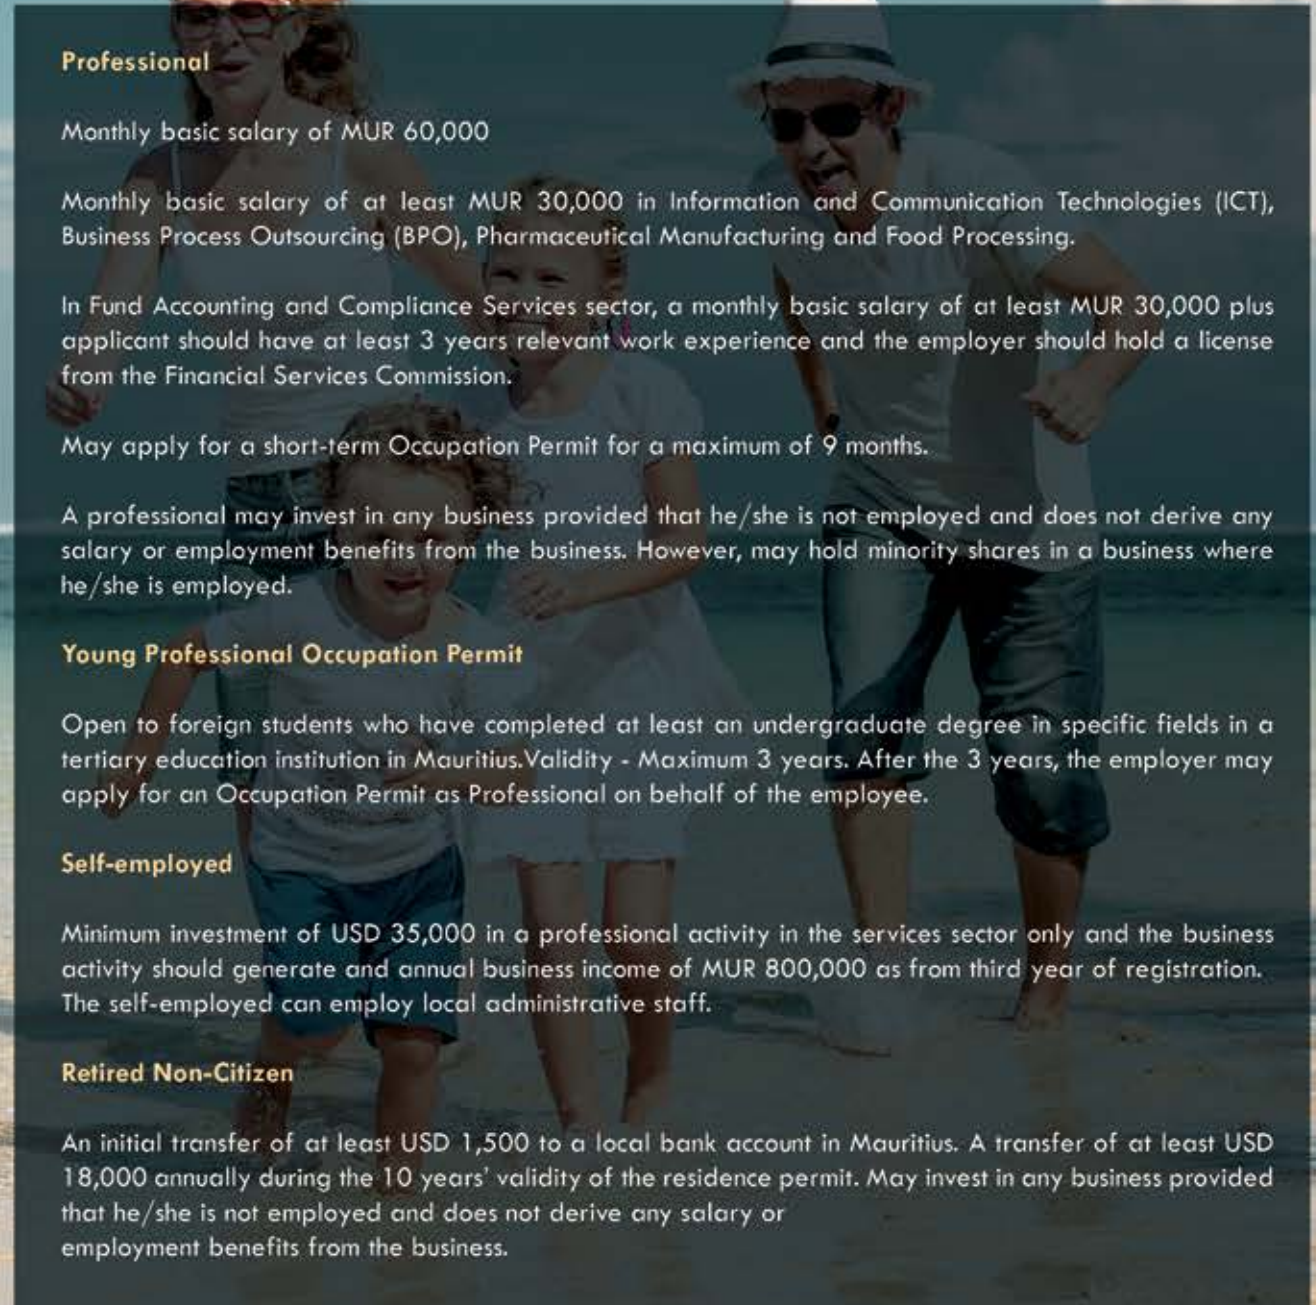 Professional
Monthly basic salary of MUR 60,000
Monthly basic salary of at least MUR 30,000 in Information and Communication Technologies (ICT),
Business Process Outsourcing (BPO), Pharmaceutical Manufacturing and Food Processing.
In Fund Accounting and Compliance Services sector, a monthly basic salary of at least MUR 30,000 plus
applicant should have at least 3 years relevant work experience and the employer should hold a license
from the Financial Services Commission.
May apply for a short-term Occupation Permit for a maximum of 9 months.
A professional may invest in any business provided that he/she is not employed and does not derive any
salary or employment benefits from the business. However, may hold minority shares in a business where
he/she is employed.
Young Professional Occupation Permit
Open to foreign students who have completed at least an undergraduate degree in specific fields in a
tertiary education institution in Mauritius.Validity - Maximum 3 years. After the 3 years, the employer may
apply for an Occupation Permit as Professional on behalf of the employee.
Self-employed
Minimum investment of USD 35,000 in a professional activity in the services sector only and the business
activity should generate and annual business income of MUR 800,000 as from third year of registration.
The self-employed can employ local administrative staff.
Retired Non-Citizen
An initial transfer of at least USD 1,500 to a local bank account in Mauritius. A transfer of at least USD
18,000 annually during the 10 years' validity of the residence permit. May invest in any business provided
that he/she is not employed and does not derive any salary or
employment benefits from the business.